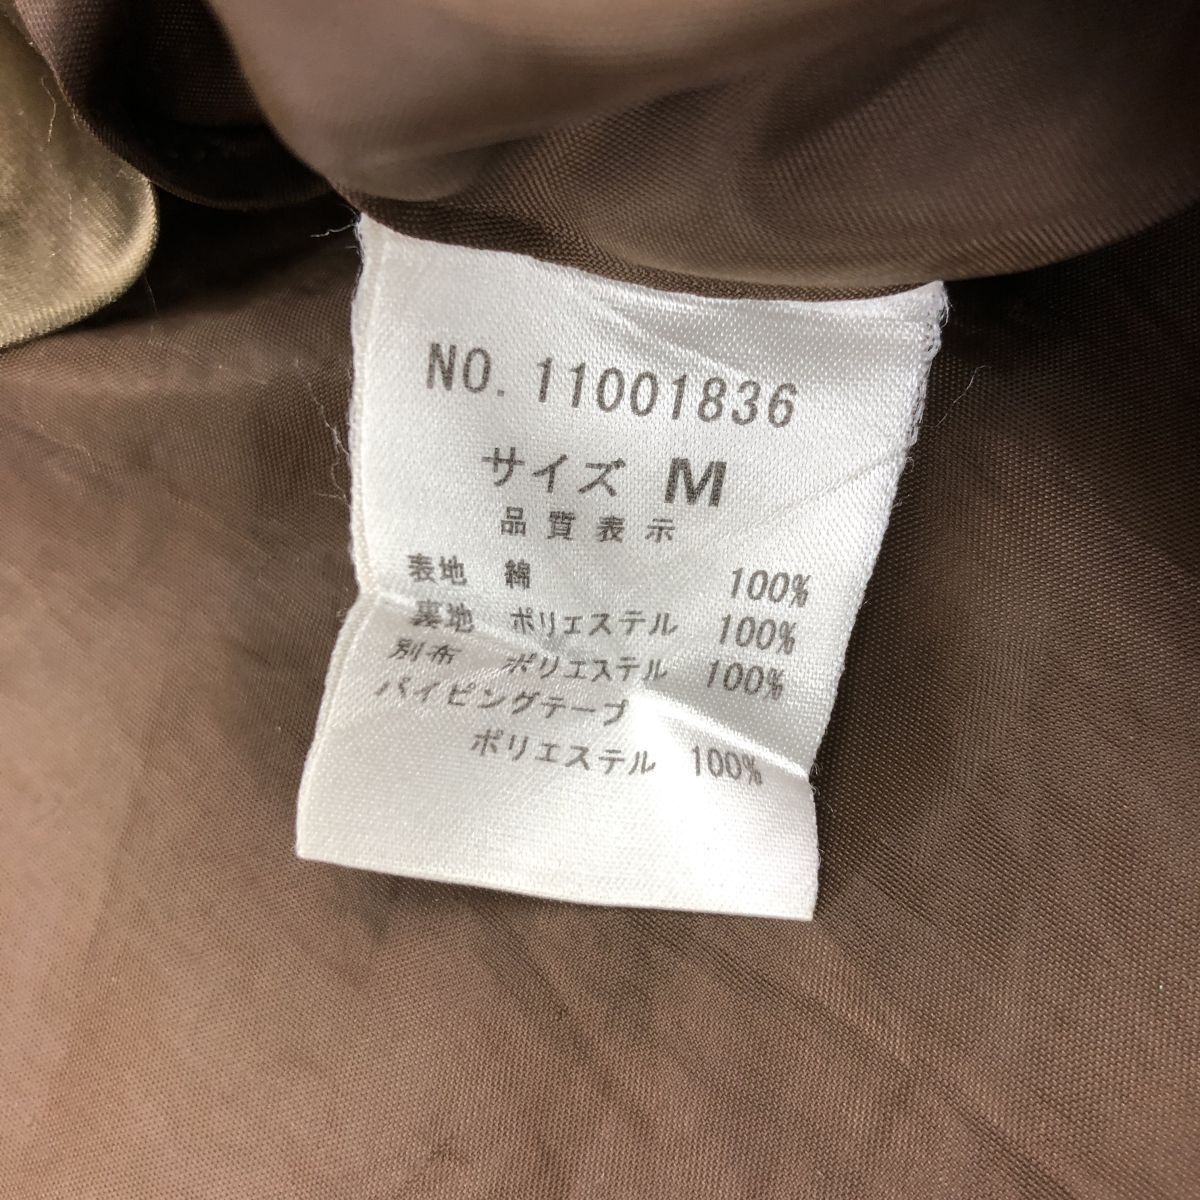 NO. 11001836
サイズ M
品質表示
表地 綿 100%
裏地 ポリエステル 100%
別布 ポリエステル 100%
パイピングテープ
ポリエステル 100%